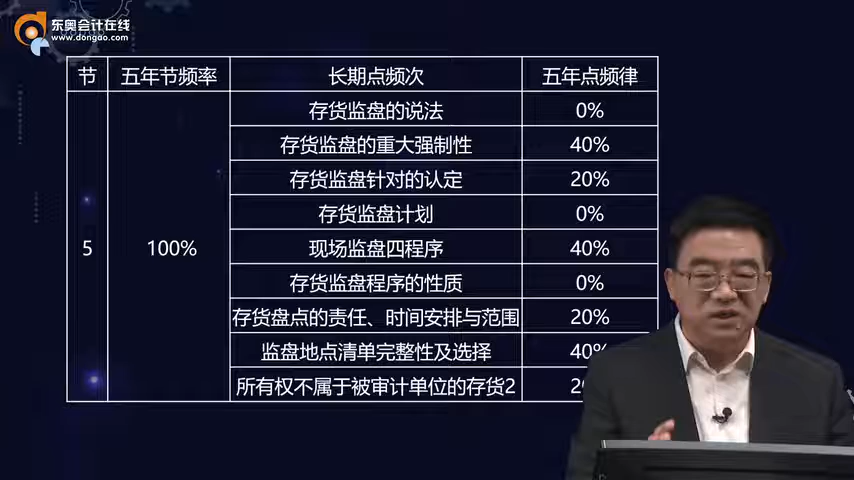 东奥会计在线
www.dongao.com
节 五年节频率 长期点频次 五年点频律
存货监盘的说法 0%
存货监盘的重大强制性 40%
存货监盘针对的认定 20%
存货监盘计划 0%
5 100% 现场监盘四程序 40%
存货监盘程序的性质 0%
存货盘点的责任、时间安排与范围 20%
监盘地点清单完整性及选择 40%
所有权不属于被审计单位的存货2